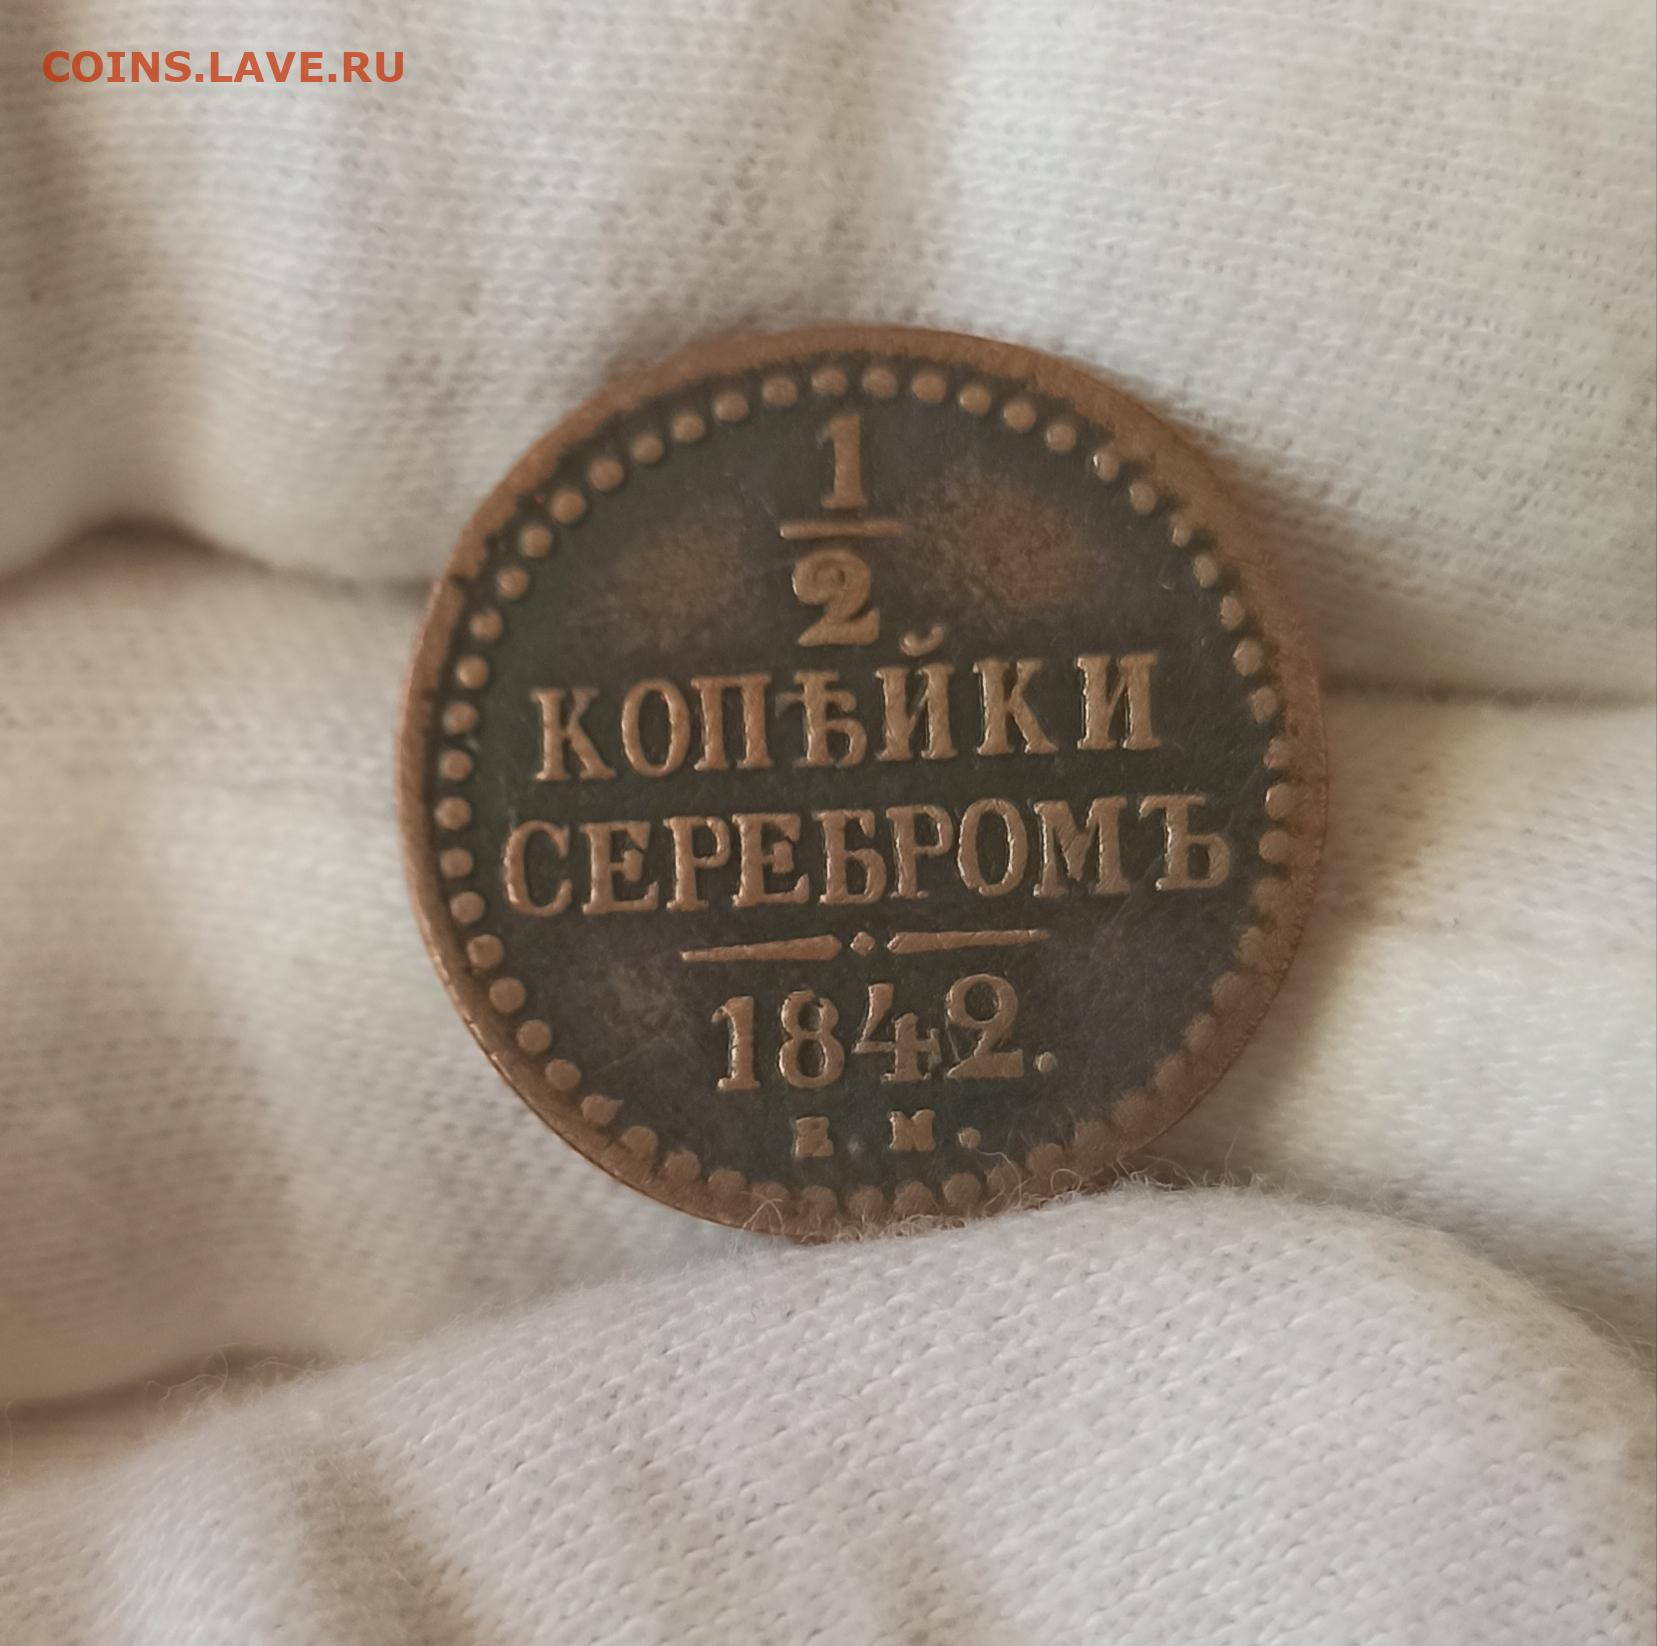 COINS.LAVE.RU
1
2
КОПѢЙКИ
СЕРЕБРОМЪ
1842.
Е. М.